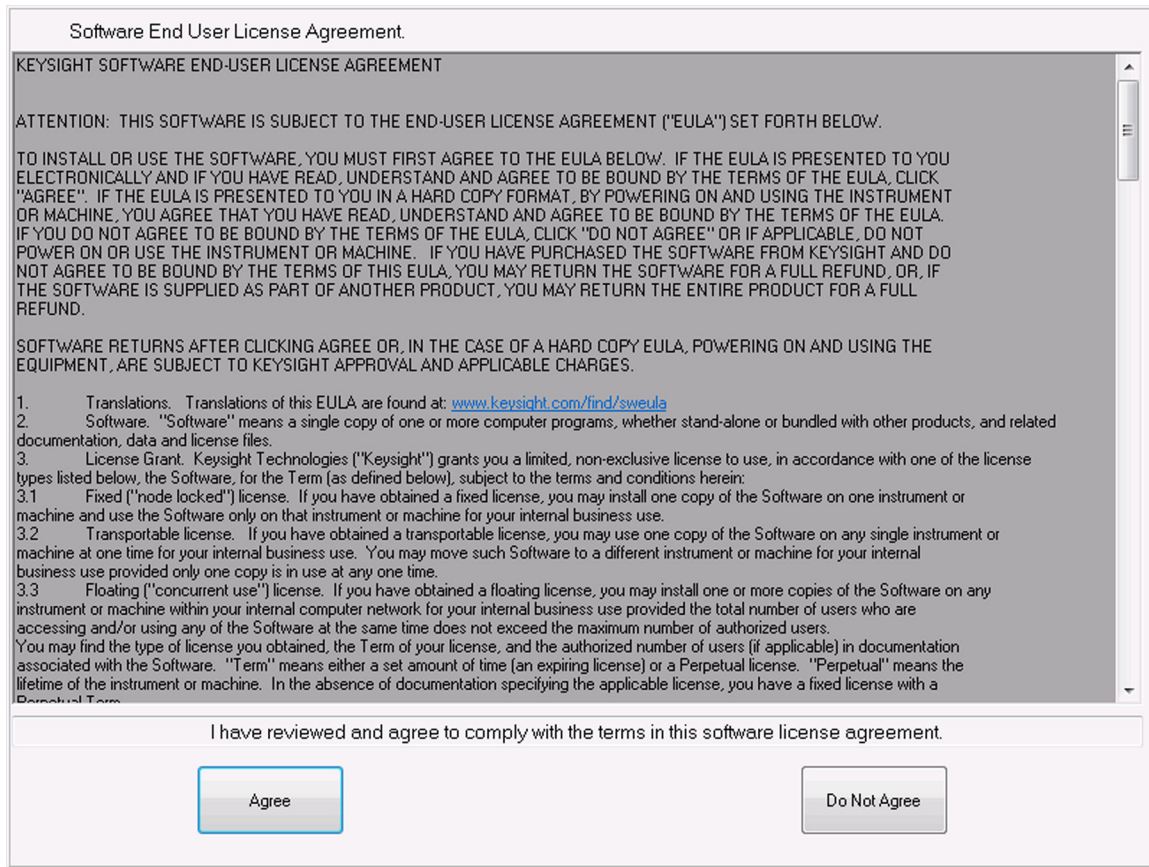 Software End User License Agreement.
KEYSIGHT SOFTWARE END-USER LICENSE AGREEMENT
ATTENTION:  THIS SOFTWARE IS SUBJECT TO THE END-USER LICENSE AGREEMENT ("EULA") SET FORTH BELOW.
TO INSTALL OR USE THE SOFTWARE, YOU MUST FIRST AGREE TO THE EULA BELOW.  IF THE EULA IS PRESENTED TO YOU
ELECTRONICALLY AND IF YOU HAVE READ, UNDERSTAND AND AGREE TO BE BOUND BY THE TERMS OF THE EULA, CLICK
"AGREE".  IF THE EULA IS PRESENTED TO YOU IN A HARD COPY FORMAT, BY POWERING ON AND USING THE INSTRUMENT
OR MACHINE, YOU AGREE THAT YOU HAVE READ, UNDERSTAND AND AGREE TO BE BOUND BY THE TERMS OF THE EULA.
IF YOU DO NOT AGREE TO BE BOUND BY THE TERMS OF THE EULA, CLICK "DO NOT AGREE" OR IF APPLICABLE, DO NOT
POWER ON OR USE THE INSTRUMENT OR MACHINE.   IF YOU HAVE PURCHASED THE SOFTWARE FROM KEYSIGHT AND DO
NOT AGREE TO BE BOUND BY THE TERMS OF THIS EULA, YOU MAY RETURN THE SOFTWARE FOR A FULL REFUND, OR, IF
THE SOFTWARE IS SUPPLIED AS PART OF ANOTHER PRODUCT, YOU MAY RETURN THE ENTIRE PRODUCT FOR A FULL
REFUND.
SOFTWARE RETURNS AFTER CLICKING AGREE OR, IN THE CASE OF A HARD COPY EULA, POWERING ON AND USING THE
EQUIPMENT, ARE SUBJECT TO KEYSIGHT APPROVAL AND APPLICABLE CHARGES.
1. Translations.  Translations of this EULA are found at: www.keysight.com/find/sweula
2. Software.  "Software" means a single copy of one or more computer programs, whether stand-alone or bundled with other products, and related
documentation, data and license files.
3. License Grant.  Keysight Technologies ("Keysight") grants you a limited, non-exclusive license to use, in accordance with one of the license
types listed below, the Software, for the Term (as defined below), subject to the terms and conditions herein:
3.1 Fixed ("node locked") license.  If you have obtained a fixed license, you may install one copy of the Software on one instrument or
machine and use the Software only on that instrument or machine for your internal business use.
3.2 Transportable license.  If you have obtained a transportable license, you may use one copy of the Software on any single instrument or
machine at one time for your internal business use.  You may move such Software to a different instrument or machine for your internal
business use provided only one copy is in use at any one time.
3.3 Floating ("concurrent use") license.  If you have obtained a floating license, you may install one or more copies of the Software on any
instrument or machine within your internal computer network for your internal business use provided the total number of users who are
accessing and/or using any of the Software at the same time does not exceed the maximum number of authorized users.
You may find the type of license you obtained, the Term of your license, and the authorized number of users (if applicable) in documentation
associated with the Software.  "Term" means either a set amount of time (an expiring license) or a Perpetual license.  "Perpetual" means the
lifetime of the instrument or machine.  In the absence of documentation specifying the applicable license, you have a fixed license with a
Perpetual Term
I have reviewed and agree to comply with the terms in this software license agreement.
Agree
Do Not Agree